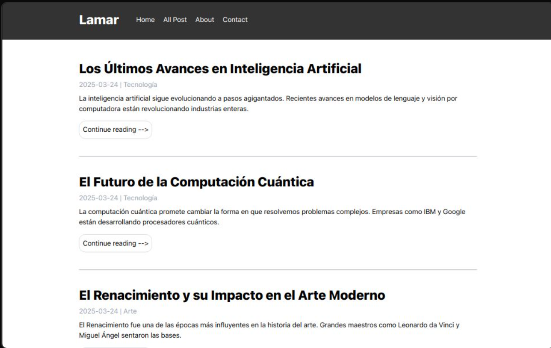 Lamar
Home All Post About Contact
Los Últimos Avances en Inteligencia Artificial
2025-03-24 | Tecnología
La inteligencia artificial sigue evolucionando a pasos agigantados. Recientes avances en modelos de lenguaje y visión por
computadora están revolucionando industrias enteras.
Continue reading -->
El Futuro de la Computación Cuántica
2025-03-24 | Tecnología
La computación cuántica promete cambiar la forma en que resolvemos problemas complejos. Empresas como IBM y Google
están desarrollando procesadores cuánticos.
Continue reading -->
El Renacimiento y su Impacto en el Arte Moderno
2025-03-24 | Arte
El Renacimiento fue una de las épocas más influyentes en la historia del arte. Grandes maestros como Leonardo da Vinci y
Miguel Ángel sentaron las bases.